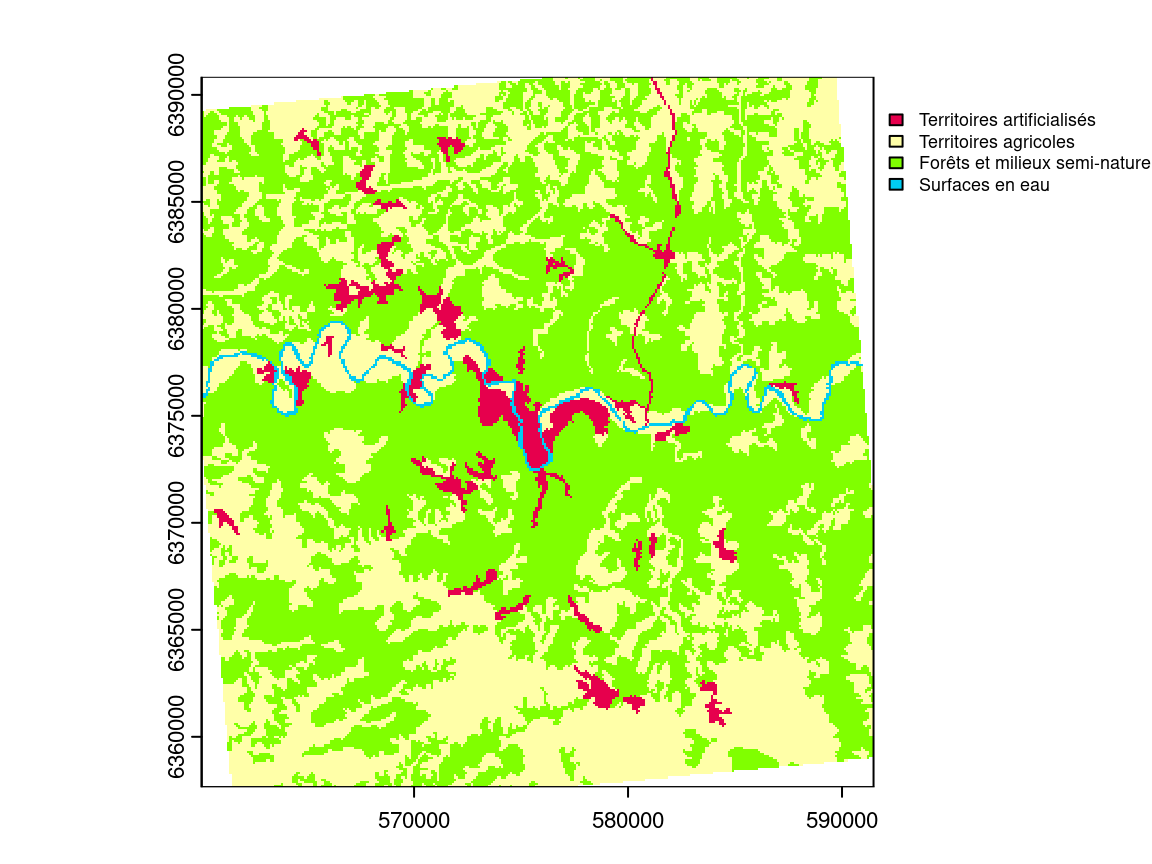 Territoires artificialisés
Territoires agricoles
Forêts et milieux semi-nature
Surfaces en eau
6390000
6385000
6380000
6375000
6370000
6365000
6360000
570000
580000
590000